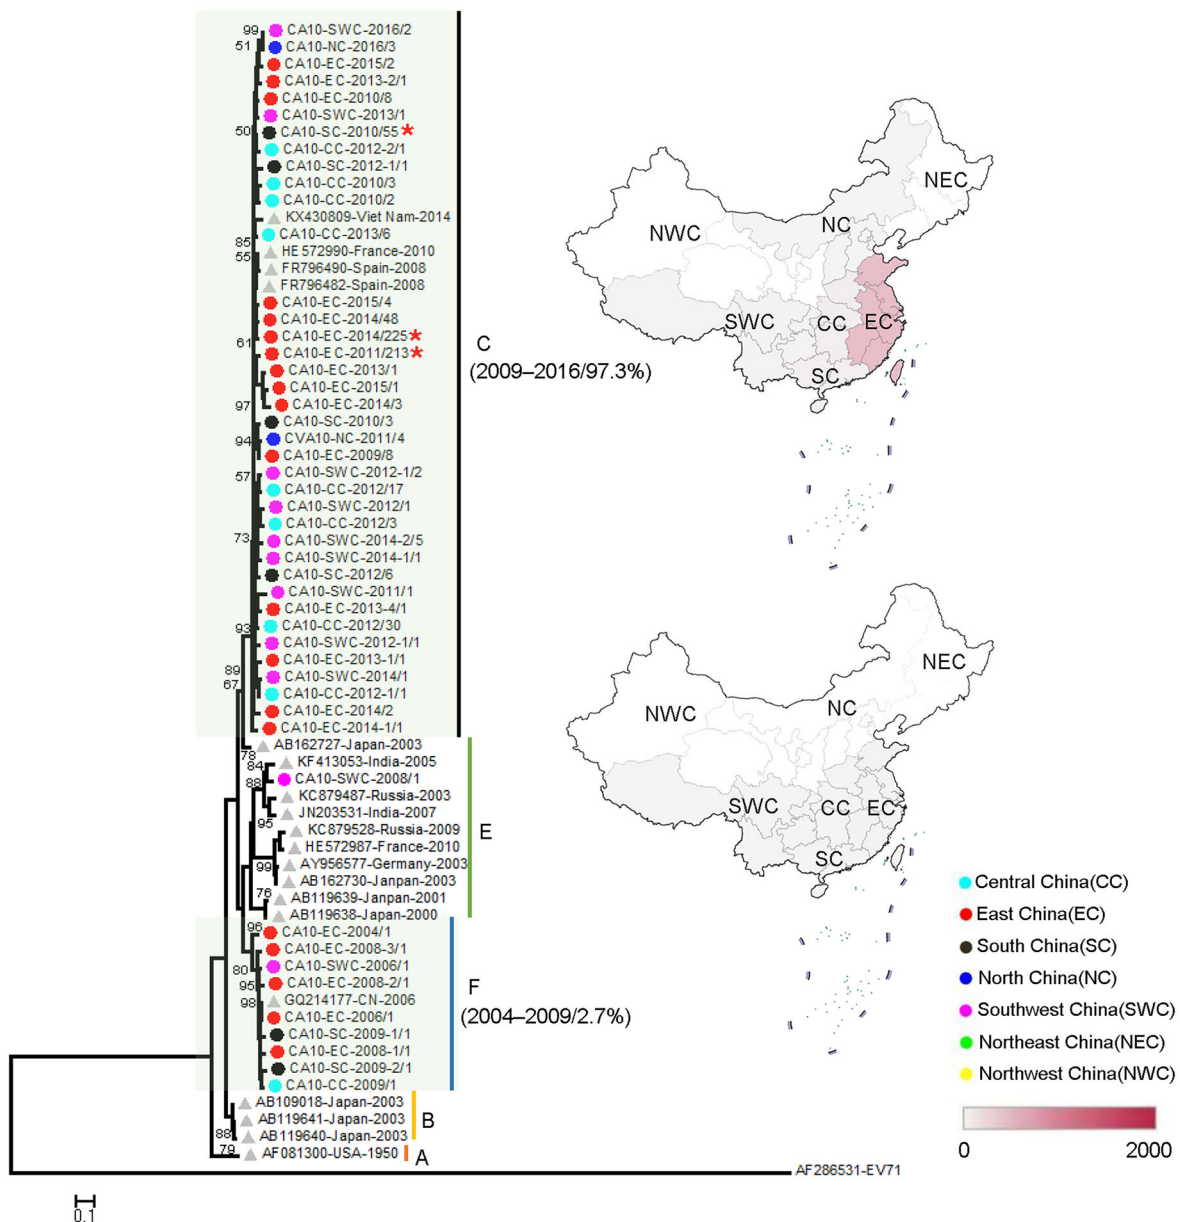 99
CA10-SWC-2016/2
51
CA10-NC-2016/3
CA10-EC-2015/2
CA10-EC-2013-2/1
CA10-EC-2010/8
CA10-SWC-2013/1
50
CA10-SC-2010/55*
CA10-CC-2012-2/1
CA10-SC-2012-1/1
CA10-CC-2010/3
CA10-CC-2010/2
KX430809-Viet Nam-2014
85
CA10-CC-2013/6
55
HE 572990-France-2010
FR796490-Spain-2008
FR796482-Spain-2008
CA10-EC-2015/4
CA10-EC-2014/48
CA10-EC-2014/225*
61
CA10-EC-2011/213*
CA10-EC-2013/1
CA10-EC-2015/1
97
CA10-EC-2014/3
CA10-SC-2010/3
94
CVA10-NC-2011/4
CA10-EC-2009/8
57
CA10-SWC-2012-1/2
CA10-CC-2012/17
CA10-SWC-2012/1
CA10-CC-2012/3
73
CA10-SWC-2014-2/5
CA10-SWC-2014-1/1
CA10-SC-2012/6
CA10-SWC-2011/1
CA10-EC-2013-4/1
93
CA10-CC-2012/30
CA10-SWC-2012-1/1
CA10-EC-2013-1/1
89
67
CA10-SWC-2014/1
CA10-CC-2012-1/1
CA10-EC-2014/2
CA10-EC-2014-1/1
C
(2009–2016/97.3%)
78
AB162727-Japan-2003
84
KF413053-India-2005
88
CA10-SWC-2008/1
KC879487-Russia-2003
JN203531-India-2007
95
KC879528-Russia-2009
HE572987-France-2010
99
AY956577-Germany-2003
AB162730-Janpan-2003
76
AB119639-Janpan-2001
AB119638-Japan-2000
E
96
CA10-EC-2004/1
CA10-EC-2008-3/1
80
CA10-SWC-2006/1
95
CA10-EC-2008-2/1
98
GQ214177-CN-2006
CA10-EC-2006/1
CA10-SC-2009-1/1
CA10-EC-2008-1/1
CA10-SC-2009-2/1
CA10-CC-2009/1
F
(2004–2009/2.7%)
AB109018-Japan-2003
AB119641-Japan-2003
88
AB119640-Japan-2003
B
79
AF081300-USA-1950
A
AF286531-EV71
0.1
NEC
NC
NWC
SWC
CC
EC
SC
NEC
NC
NWC
SWC
CC
EC
SC
Central China(CC)
East China(EC)
South China(SC)
North China(NC)
Southwest China(SWC)
Northeast China(NEC)
Northwest China(NWC)
0 2000